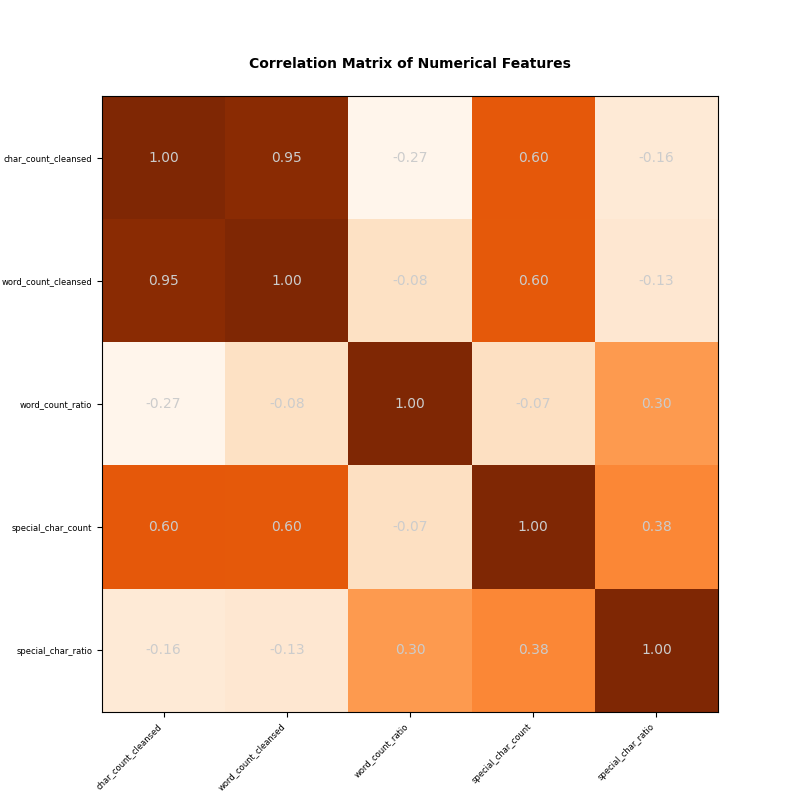 Correlation Matrix of Numerical Features
char_count_cleansed 1.00 0.95 -0.27 0.60 -0.16
word_count_cleansed 0.95 1.00 -0.08 0.60 -0.13
word_count_ratio -0.27 -0.08 1.00 -0.07 0.30
special_char_count 0.60 0.60 -0.07 1.00 0.38
special_char_ratio -0.16 -0.13 0.30 0.38 1.00
char_count_cleansed word_count_cleansed word_count_ratio special_char_count special_char_ratio